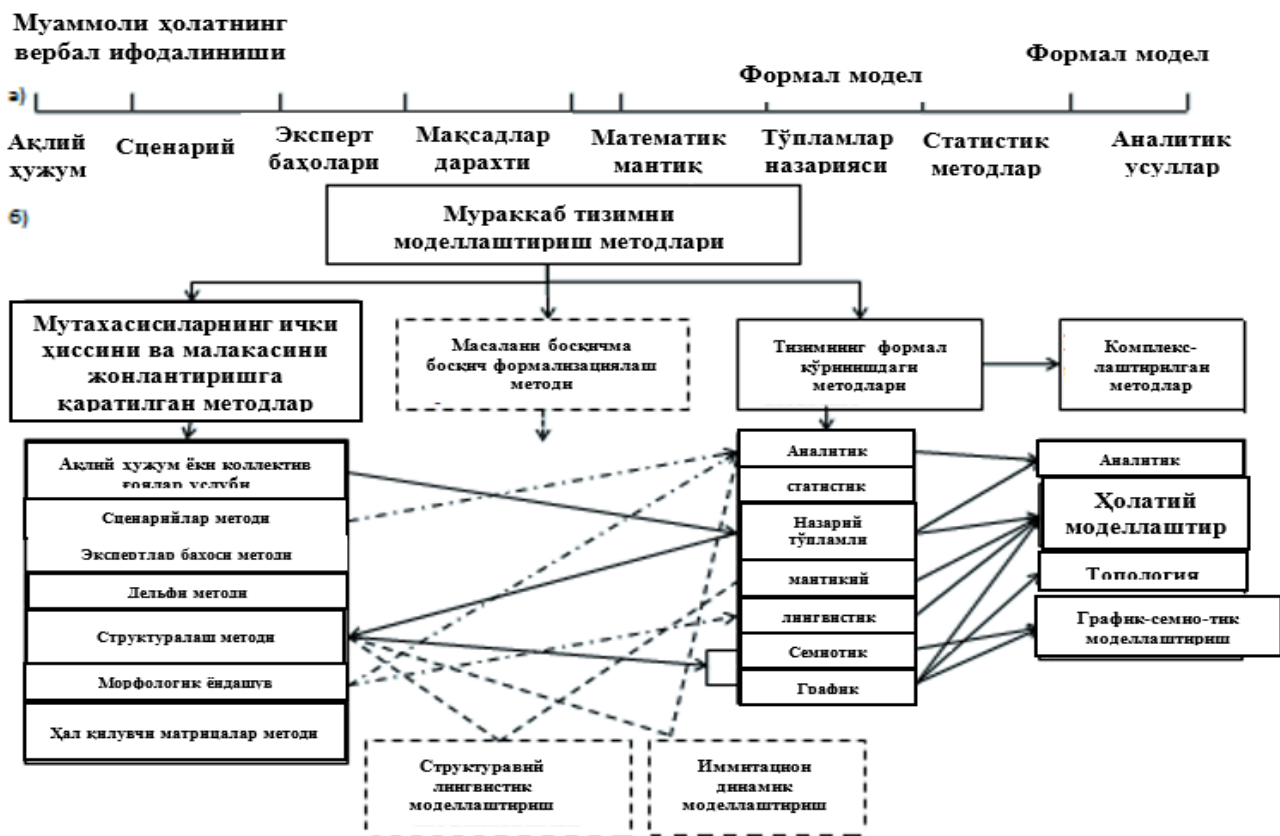 Муаммоли ҳолатнинг
вербал ифодалиниши
Формал модел
Формал модел
а)
Ақлий
ҳужум
Сценарий
Эксперт
баҳолари
Мақсадлар
дарахти
Математик
мантиқ
Тўпламлар
назарияси
Статистик
методлар
Аналитик
усуллар
б)
Мураккаб тизимни
моделлаштириш методлари
Мутахасисиларнинг ички
ҳиссини ва малакасини
жонлантиришга
қаратилган методлар
Масалани босқичма
босқич формализациялаш
методи
Тизимнинг формал
кўринишдаги
методлари
Комплекс-
лаштирилган
методлар
Ақлий ҳужум ёки коллектив
ғоялар услуби
Сценарийлар методи
Экспертлар баҳоси методи
Дельфи методи
Структуралаш методи
Морфологик ёндашув
Ҳал қилувчи матрицалар методи
Аналитик
статистик
Назарий
тўпламли
мантиқий
лингвистик
Семиотик
График
Аналитик
Ҳолатий
моделлаштир
Топология
График-семио-тик
моделлаштириш
Структуравий
лингвистик
моделлаштириш
Иммитацион
динамик
моделлаштириш